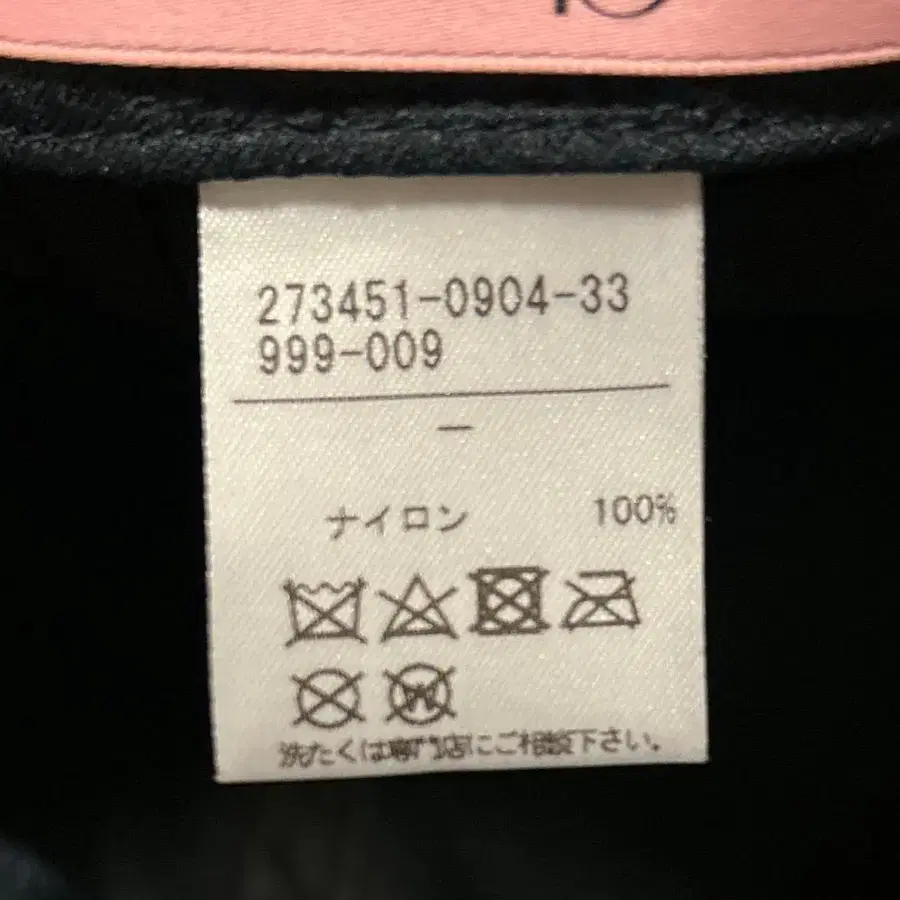 273451-0904-33
999-009
—
ナイロン 100%
洗たくは専門店にご相談下さい。